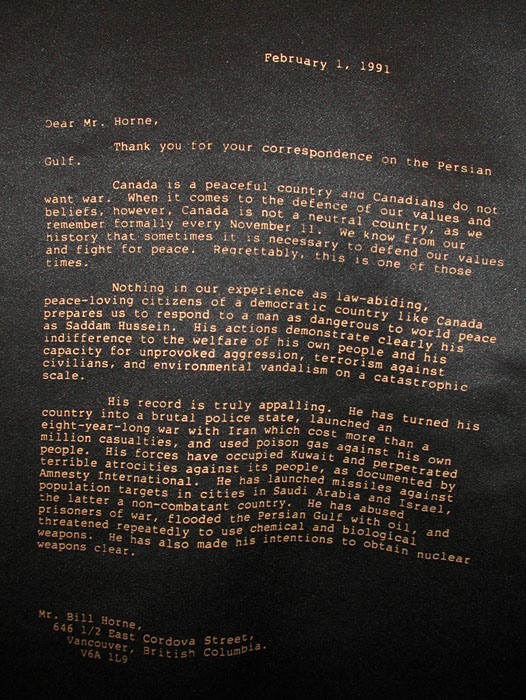 February 1, 1991
Dear Mr. Horne,
Thank you for your correspondence on the Persian
Gulf.
Canada is a peaceful country and Canadians do not
want war. When it comes to the defence of our values and
beliefs, however, Canada is not a neutral country, as we
remember formally every November 11. We know from our
history that sometimes it is necessary to defend our values
and fight for peace. Regrettably, this is one of those
times.
Nothing in our experience as law-abiding,
peace-loving citizens of a democratic country like Canada
prepares us to respond to a man as dangerous to world peace
as Saddam Hussein. His actions demonstrate clearly his
indifference to the welfare of his own people and his
capacity for unprovoked aggression, terrorism against
civilians, and environmental vandalism on a catastrophic
scale.
His record is truly appalling. He has turned his
country into a brutal police state, launched an
eight-year-long war with Iran which cost more than a
million casualties, and used poison gas against his own
people. His forces have occupied Kuwait and perpetrated
terrible atrocities against its people, as documented by
Amnesty International. He has launched missiles against
population targets in cities in Saudi Arabia and Israel,
the latter a non-combatant country. He has abused
prisoners of war, flooded the Persian Gulf with oil, and
threatened repeatedly to use chemical and biological
weapons. He has also made his intentions to obtain nuclear
weapons clear.
Mr. Bill Horne,
646 1/2 East Cordova Street,
Vancouver, British Columbia.
V6A 1L9